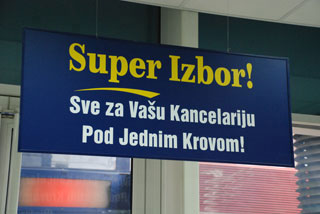 Super Izbor!
Sve za Vašu Kancelariju
Pod Jednim Krovom!